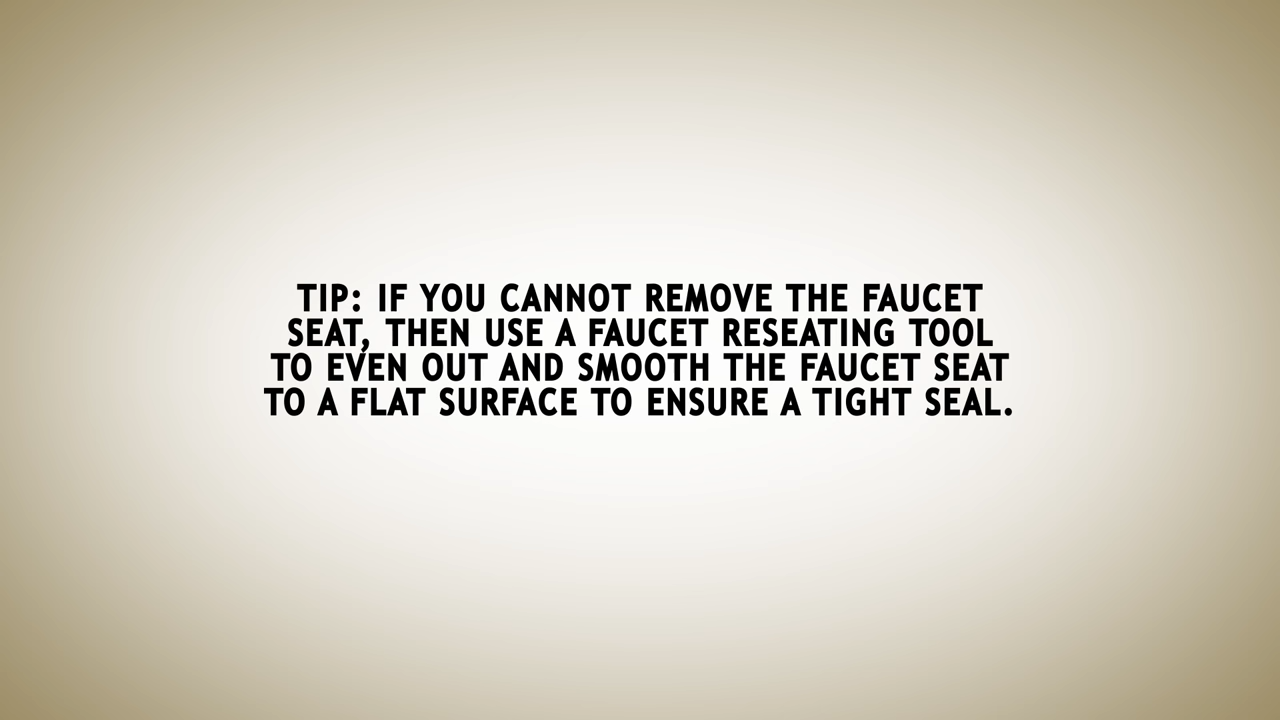 TIP: IF YOU CANNOT REMOVE THE FAUCET
SEAT, THEN USE A FAUCET RESEATING TOOL
TO EVEN OUT AND SMOOTH THE FAUCET SEAT
TO A FLAT SURFACE TO ENSURE A TIGHT SEAL.